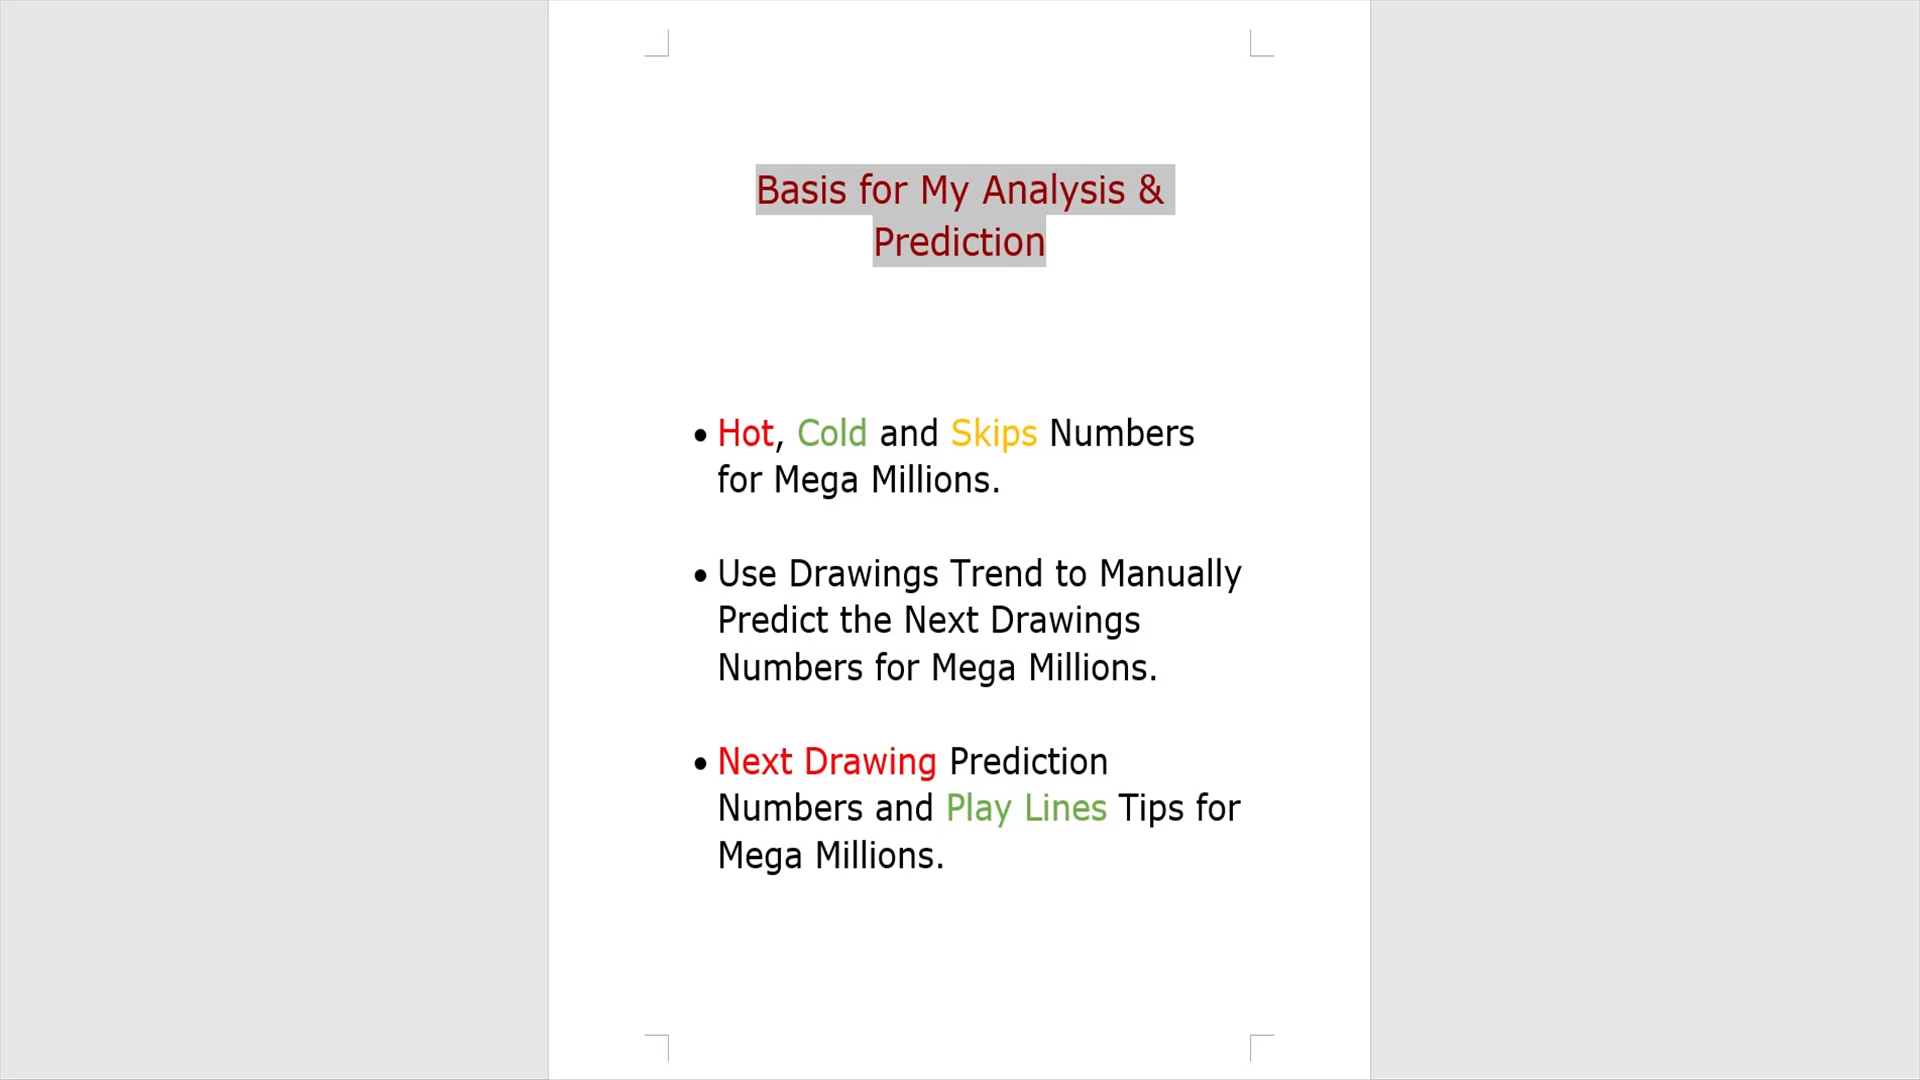 Basis for My Analysis &
Prediction
• Hot, Cold and Skips Numbers
for Mega Millions.
• Use Drawings Trend to Manually
Predict the Next Drawings
Numbers for Mega Millions.
• Next Drawing Prediction
Numbers and Play Lines Tips for
Mega Millions.